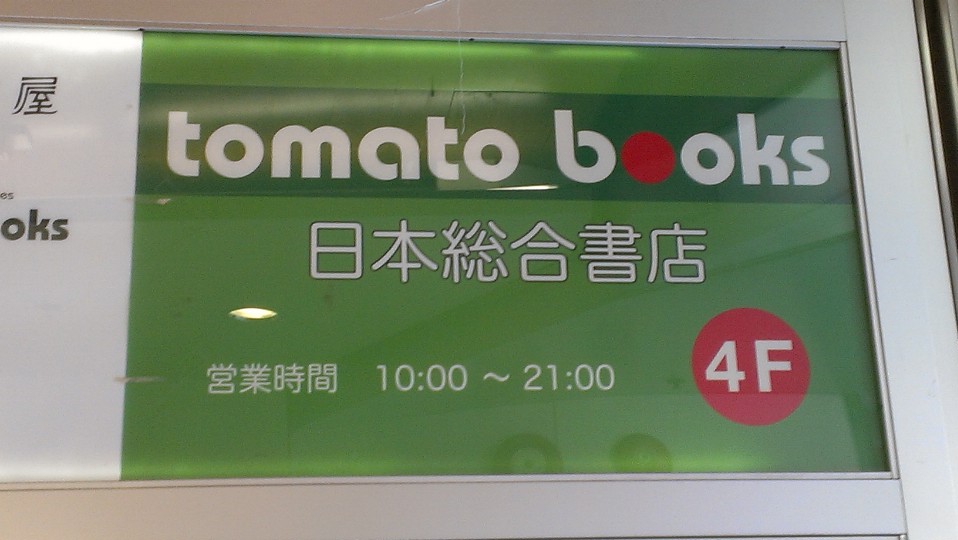 屋
es
oks
tomato books
日本総合書店
営業時間 10:00 〜 21:00
4F